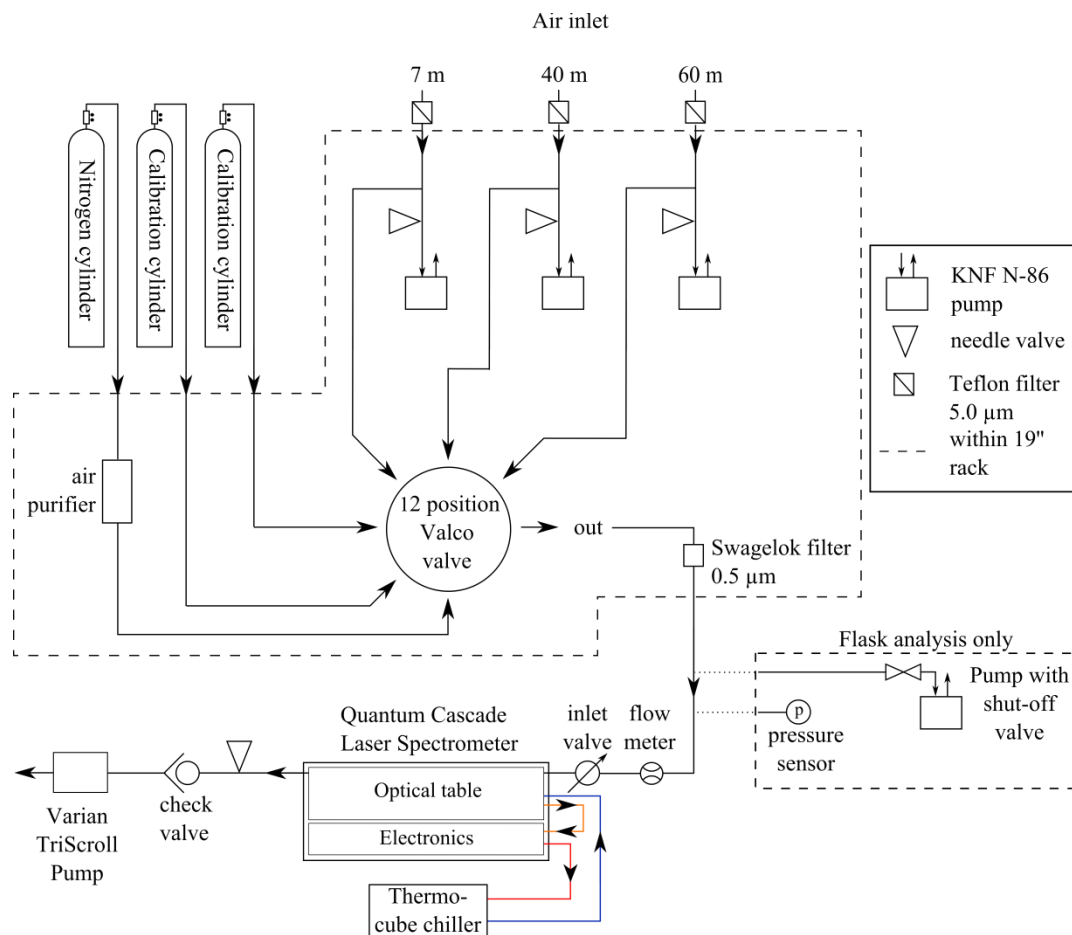 Air inlet
7 m
40 m
60 m
Nitrogen cylinder
Calibration cylinder
Calibration cylinder
KNF N-86
pump
needle valve
Teflon filter
5.0 µm
within 19"
rack
air
purifier
12 position
Valco
valve
out
Swagelok filter
0.5 µm
Flask analysis only
Pump with
shut-off
valve
p
pressure
sensor
Quantum Cascade
Laser Spectrometer
inlet
valve
flow
meter
Optical table
Electronics
check
valve
Varian
TriScroll
Pump
Thermo-
cube chiller